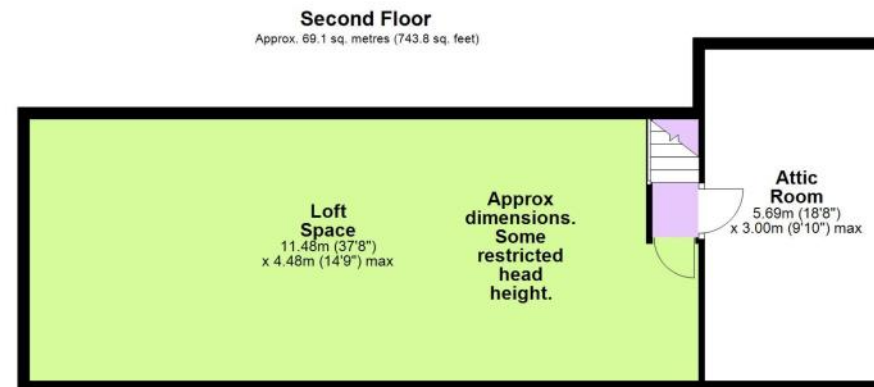 Second Floor
Approx. 69.1 sq. metres (743.8 sq. feet)
Loft
Space
11.48m (37'8")
x 4.48m (14'9") max
Approx
dimensions.
Some
restricted
head
height.
Attic
Room
5.69m (18'8")
x 3.00m (9'10") max